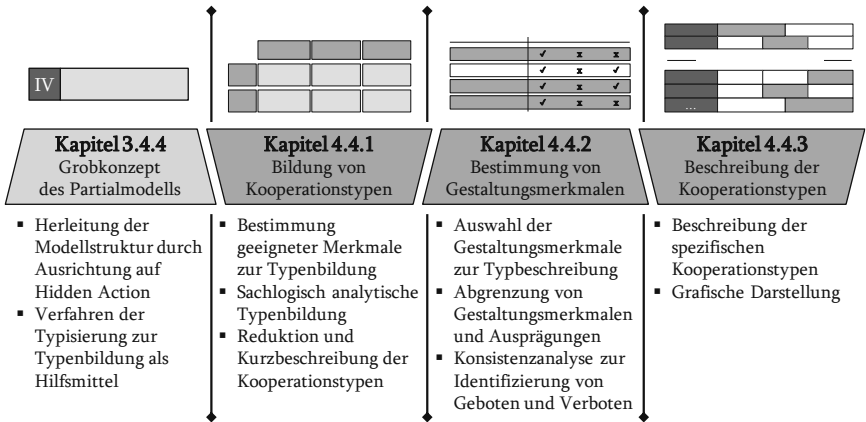 IV
✓ x x
✓ x ✓
✓ x x
✓ x ✓
...
Kapitel 3.4.4
Grobkonzept
des Partialmodells
Kapitel 4.4.1
Bildung von
Kooperationstypen
Kapitel 4.4.2
Bestimmung von
Gestaltungsmerkmalen
Kapitel 4.4.3
Beschreibung der
Kooperationstypen
▪ Herleitung der
Modellstruktur durch
Ausrichtung auf
Hidden Action
▪ Verfahren der
Typisierung zur
Typenbildung als
Hilfsmittel
▪ Bestimmung
geeigneter Merkmale
zur Typenbildung
▪ Sachlogisch analytische
Typenbildung
▪ Reduktion und
Kurzbeschreibung der
Kooperationstypen
▪ Auswahl der
Gestaltungsmerkmale
zur Typbeschreibung
▪ Abgrenzung von
Gestaltungsmerkmalen
und Ausprägungen
▪ Konsistenzanalyse zur
Identifizierung von
Geboten und Verboten
▪ Beschreibung der
spezifischen
Kooperationstypen
▪ Grafische Darstellung